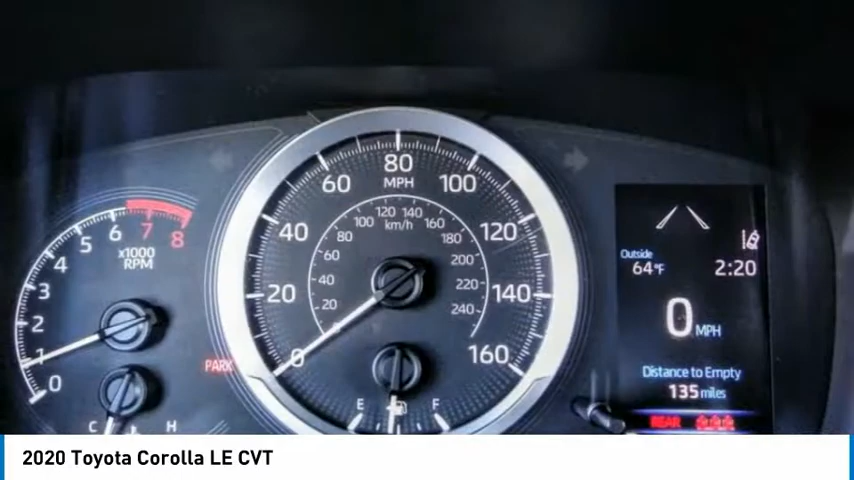 80
MPH
60
100
120
140
100
km/h
160
40
80
180
120
6
7
8
5
x1000
RPM
4
60
200
Outside
64°F
2:20
3
40
220
20
140
2
20
240
0 MPH
1
0
160
PARK
0
Distance to Empty
135 miles
C
H
E
F
REAR
2020 Toyota Corolla LE CVT